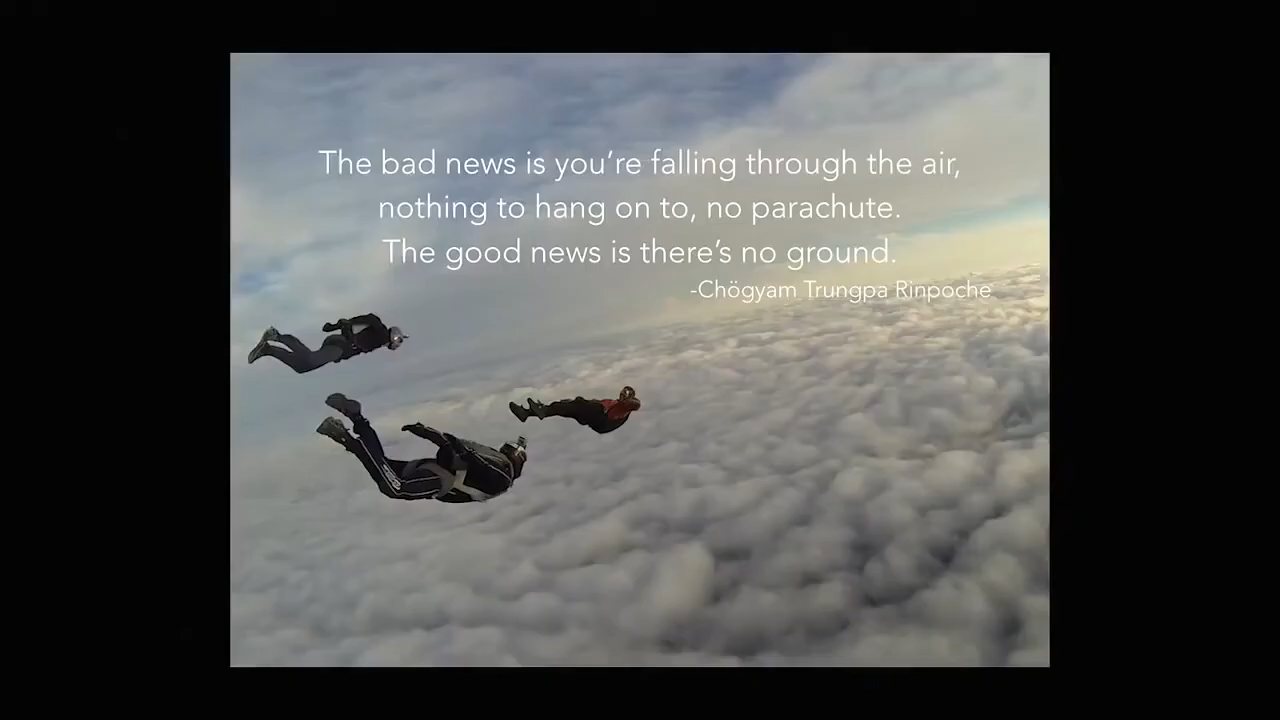 The bad news is you’re falling through the air,
nothing to hang on to, no parachute.
The good news is there’s no ground.
-Chögyam Trungpa Rinpoche